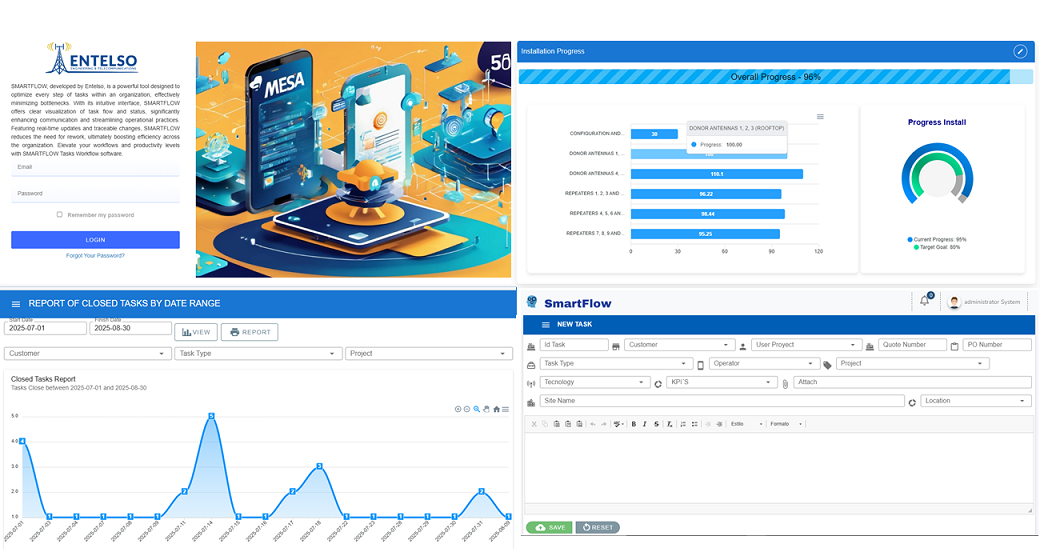 ENTELSO
ENGINEERING & TELECOMMUNICATIONS
SMARTFLOW, developed by Entelso, is a powerful tool designed to
optimize every step of tasks within an organization, effectively
minimizing bottlenecks. With its intuitive interface, SMARTFLOW
offers clear visualization of task flow and status, significantly
enhancing communication and streamlining operational practices.
Featuring real-time updates and traceable changes, SMARTFLOW
reduces the need for rework, ultimately boosting efficiency across
the organization. Elevate your workflows and productivity levels
with SMARTFLOW Tasks Workflow software.
Email
Password
Remember my password
LOGIN
Forgot Your Password?
MESA
Installation Progress
Overall Progress - 96%
CONFIGURATION AND...
30
DONOR ANTENNAS 1, 2, 3 (ROOFTOP)
Progress: 100.00
DONOR ANTENNAS 1, ...
DONOR ANTENNAS 4, ...
110.1
REPEATERS 1, 2, 3 AND ...
96.22
REPEATERS 4, 5, 6 AN...
98.44
REPEATERS 7, 8, 9 AND...
95.25
0 30 60 90 120
Progress Install
Current Progress: 95%
Target Goal: 80%
REPORT OF CLOSED TASKS BY DATE RANGE
Start Date
2025-07-01
Finish Date
2025-08-30
VIEW
REPORT
Customer
Task Type
Project
Closed Tasks Report
Tasks Close between 2025-07-01 and 2025-08-30
5.0
4.0
3.0
2.0
1.0
4 1 1 1 1 1 2 5 1 1 2 3 1 1 1 1 1 2 1
2025-07-01 2025-07-03 2025-07-04 2025-07-07 2025-07-08 2025-07-09 2025-07-11 2025-07-14 2025-07-15 2025-07-16 2025-07-17 2025-07-18 2025-07-22 2025-07-23 2025-07-28 2025-07-29 2025-07-30 2025-07-31 2025-08-09
SmartFlow
0
administrator System
NEW TASK
Id Task
Customer
User Proyect
Quote Number
PO Number
Task Type
Operator
Project
Tecnology
KPI'S
Attach
Site Name
Location
B I S
Estilo
Formato
SAVE
RESET